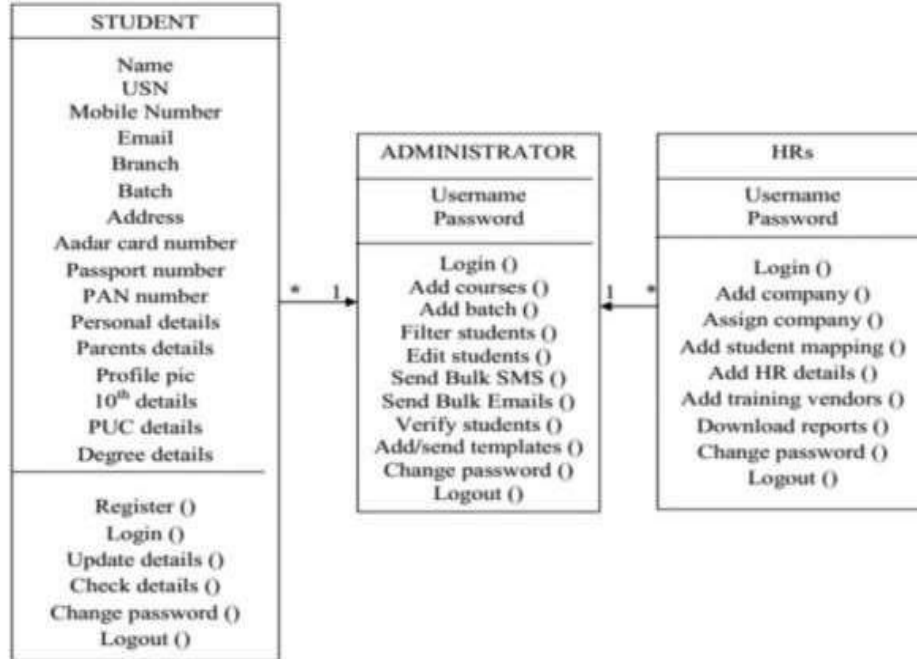 STUDENT
Name
USN
Mobile Number
Email
Branch
Batch
Address
Aadar card number
Passport number
PAN number
Personal details
Parents details
Profile pic
10th details
PUC details
Degree details
Register ()
Login ()
Update details ()
Check details ()
Change password ()
Logout ()
* 1
ADMINISTRATOR
Username
Password
Login ()
Add courses ()
Add batch ()
Filter students ()
Edit students ()
Send Bulk SMS ()
Send Bulk Emails ()
Verify students ()
Add/send templates ()
Change password ()
Logout ()
1 *
HRs
Username
Password
Login ()
Add company ()
Assign company ()
Add student mapping ()
Add HR details ()
Add training vendors ()
Download reports ()
Change password ()
Logout ()